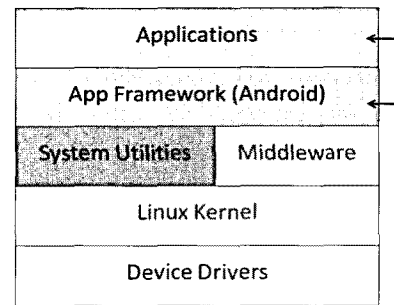 Applications
App Framework (Android)
System Utilities Middleware
Linux Kernel
Device Drivers